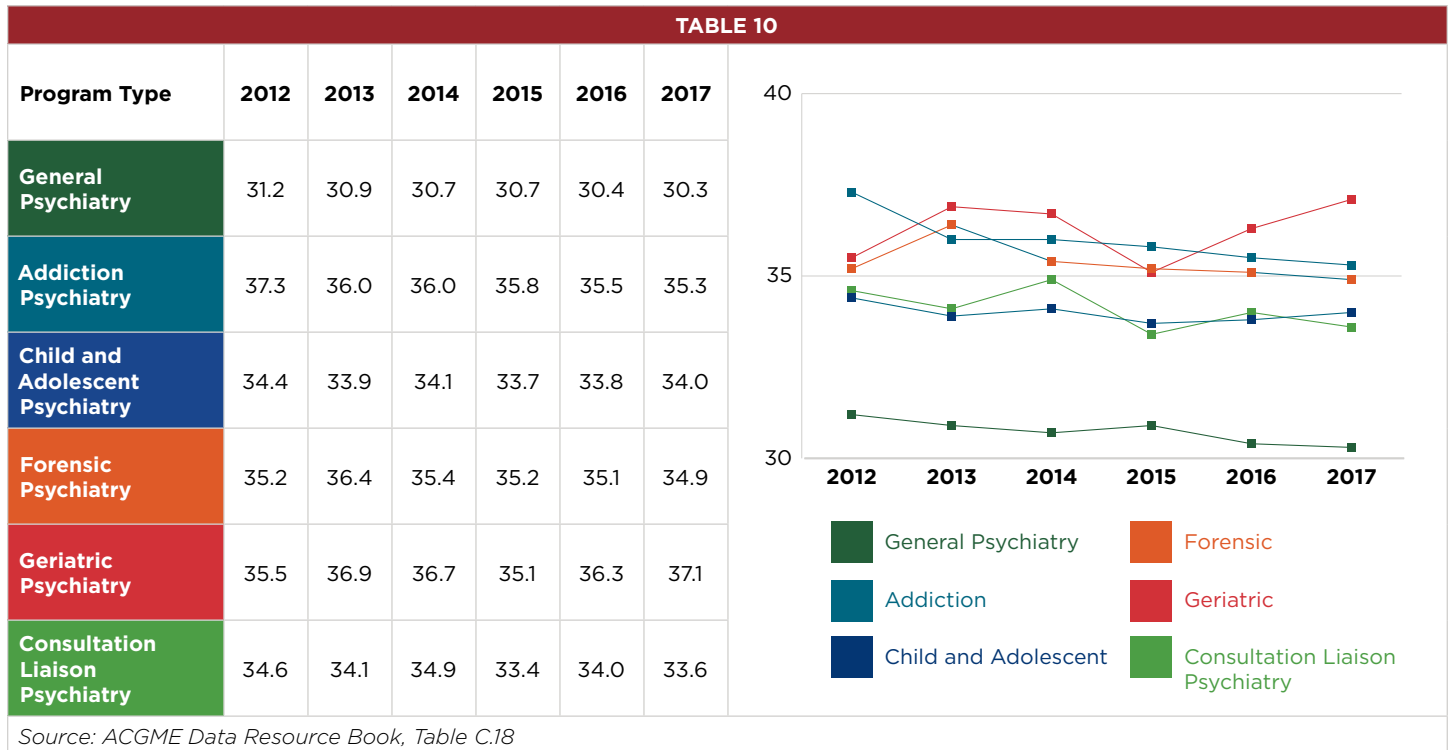 TABLE 10
Program Type 2012 2013 2014 2015 2016 2017
General
Psychiatry
31.2 30.9 30.7 30.7 30.4 30.3
Addiction
Psychiatry
37.3 36.0 36.0 35.8 35.5 35.3
Child and
Adolescent
Psychiatry
34.4 33.9 34.1 33.7 33.8 34.0
Forensic
Psychiatry
35.2 36.4 35.4 35.2 35.1 34.9
Geriatric
Psychiatry
35.5 36.9 36.7 35.1 36.3 37.1
Consultation
Liaison
Psychiatry
34.6 34.1 34.9 33.4 34.0 33.6
40
35
30
2012 2013 2014 2015 2016 2017
General Psychiatry
Forensic
Addiction
Geriatric
Child and Adolescent
Consultation Liaison
Psychiatry
Source: ACGME Data Resource Book, Table C.18